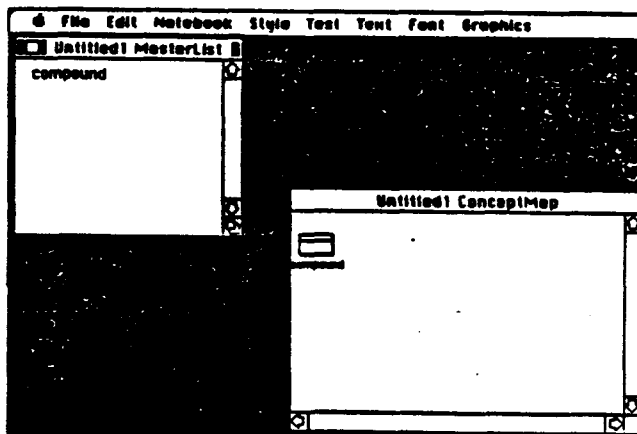 File Edit Notebook Style Test Text Font Graphics
Untitled1 MasterList
compound
Untitled1 ConceptMap
compound